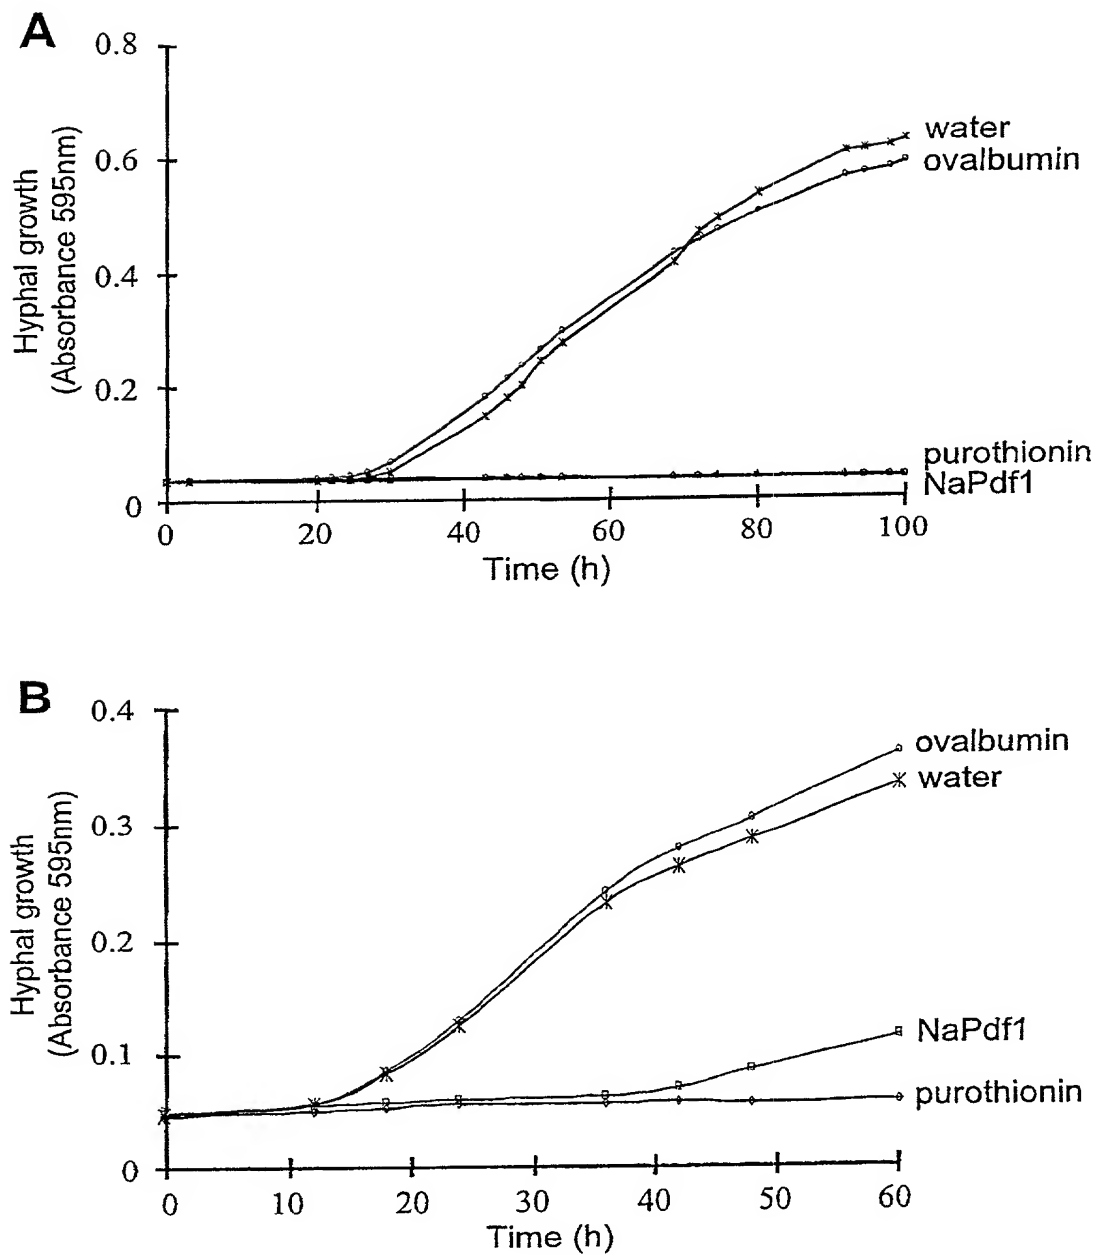 A
0.8
0.6
0.4
0.2
0
Hyphal growth
(Absorbance 595nm)
water
ovalbumin
purothionin
NaPdf1
0 20 40 60 80 100
Time (h)
B
0.4
0.3
0.2
0.1
0
Hyphal growth
(Absorbance 595nm)
ovalbumin
water
NaPdf1
purothionin
0 10 20 30 40 50 60
Time (h)